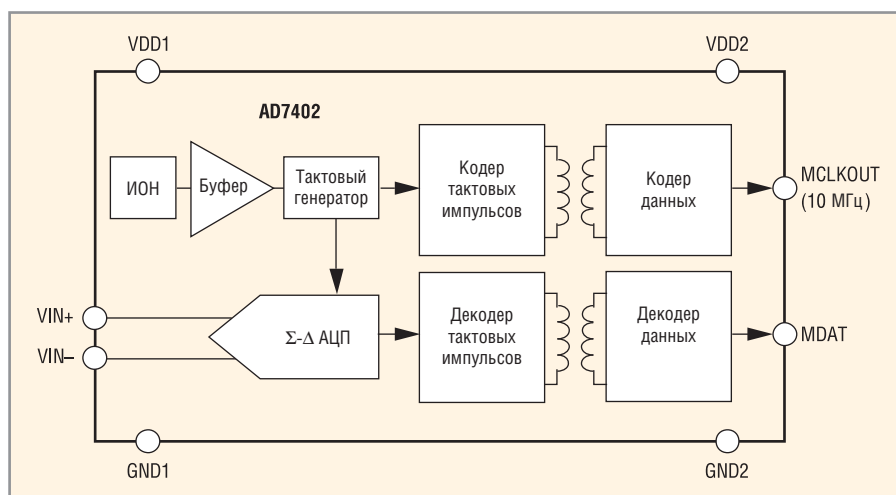 VDD1
VDD2
AD7402
ИОН
Буфер
Тактовый
генератор
Кодер
тактовых
импульсов
Кодер
данных
MCLKOUT
(10 МГц)
VIN+
VIN–
Σ-Δ АЦП
Декодер
тактовых
импульсов
Декодер
данных
MDAT
GND1
GND2